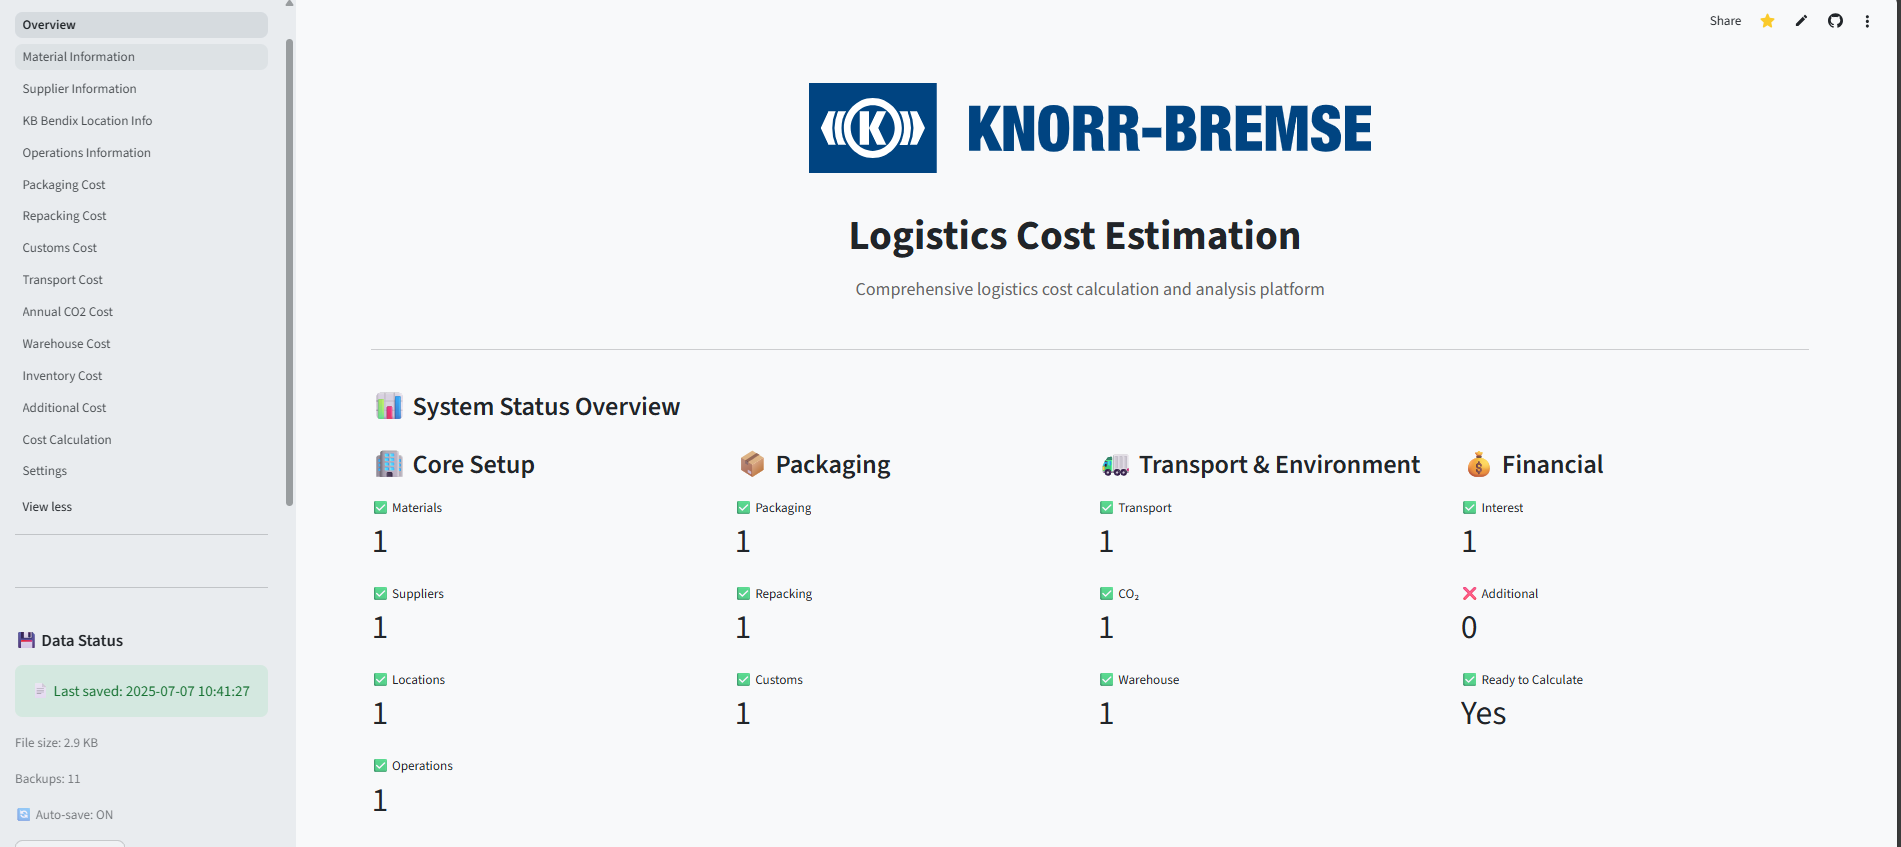 Overview
Material Information
Supplier Information
KB Bendix Location Info
Operations Information
Packaging Cost
Repacking Cost
Customs Cost
Transport Cost
Annual CO2 Cost
Warehouse Cost
Inventory Cost
Additional Cost
Cost Calculation
Settings
View less
Data Status
Last saved: 2025-07-07 10:41:27
File size: 2.9 KB
Backups: 11
Auto-save: ON
Share
K
KNORR-BREMSE
Logistics Cost Estimation
Comprehensive logistics cost calculation and analysis platform
System Status Overview
Core Setup
Materials
1
Suppliers
1
Locations
1
Operations
1
Packaging
Packaging
1
Repacking
1
Customs
1
Transport & Environment
Transport
1
CO₂
1
Warehouse
1
Financial
Interest
1
Additional
0
Ready to Calculate
Yes